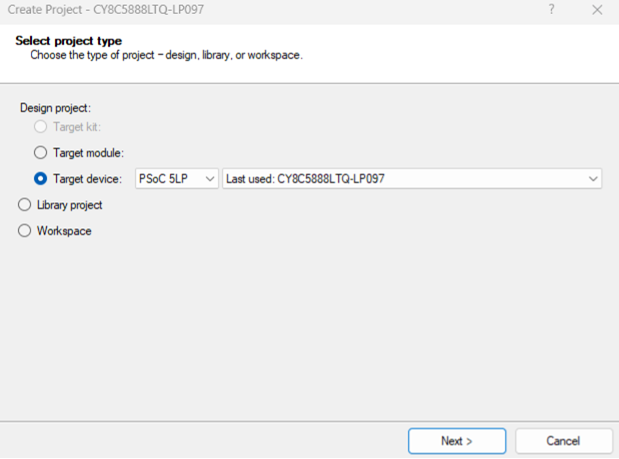 Create Project - CY8C5888LTQ-LP097 ? ×
Select project type
Choose the type of project – design, library, or workspace.
Design project:
Target kit:
Target module:
Target device: PSoC 5LP Last used: CY8C5888LTQ-LP097
Library project
Workspace
Next > Cancel